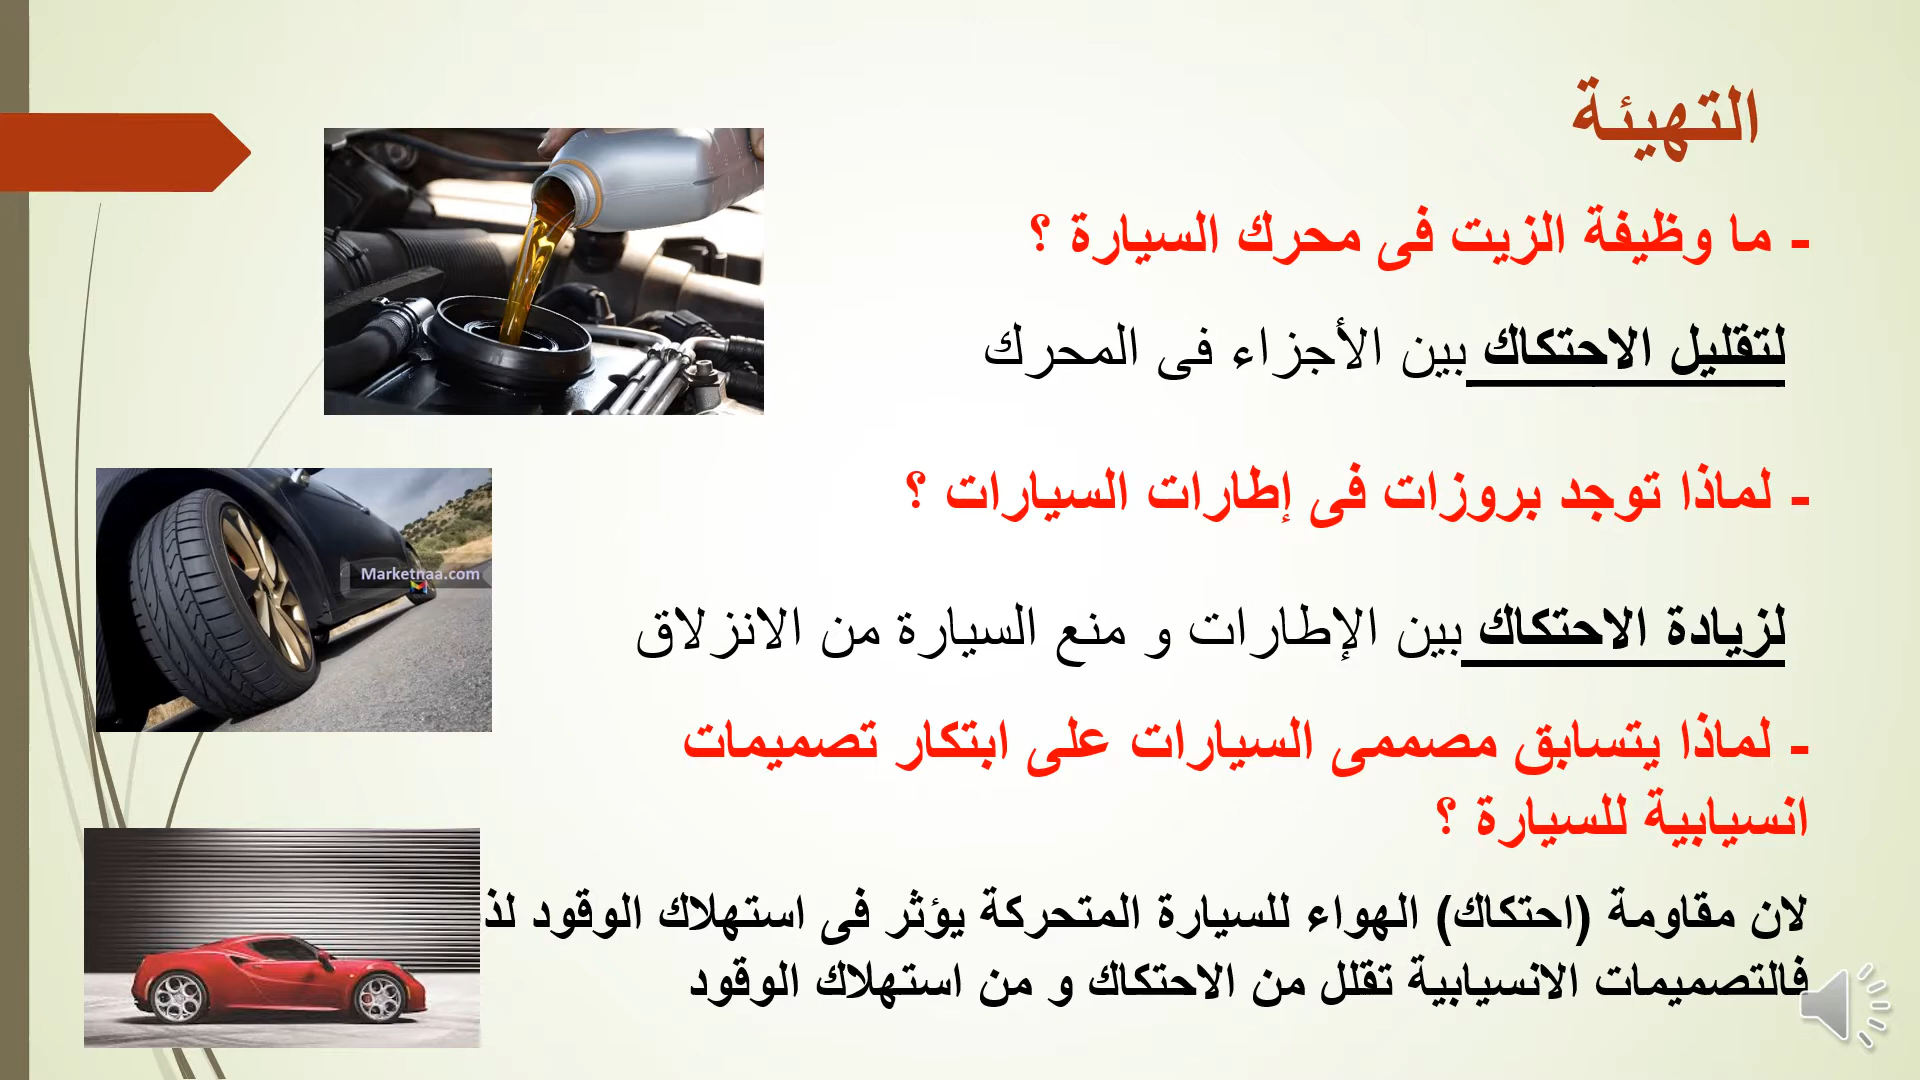 التهيئة
- ما وظيفة الزيت فى محرك السيارة ؟
لتقليل الاحتكاك بين الأجزاء فى المحرك
- لماذا توجد بروزات فى إطارات السيارات ؟
Marketnaa.com
لزيادة الاحتكاك بين الإطارات و منع السيارة من الانزلاق
- لماذا يتسابق مصممى السيارات على ابتكار تصميمات
انسيابية للسيارة ؟
لان مقاومة (احتكاك) الهواء للسيارة المتحركة يؤثر فى استهلاك الوقود لذ
فالتصميمات الانسيابية تقلل من الاحتكاك و من استهلاك الوقود